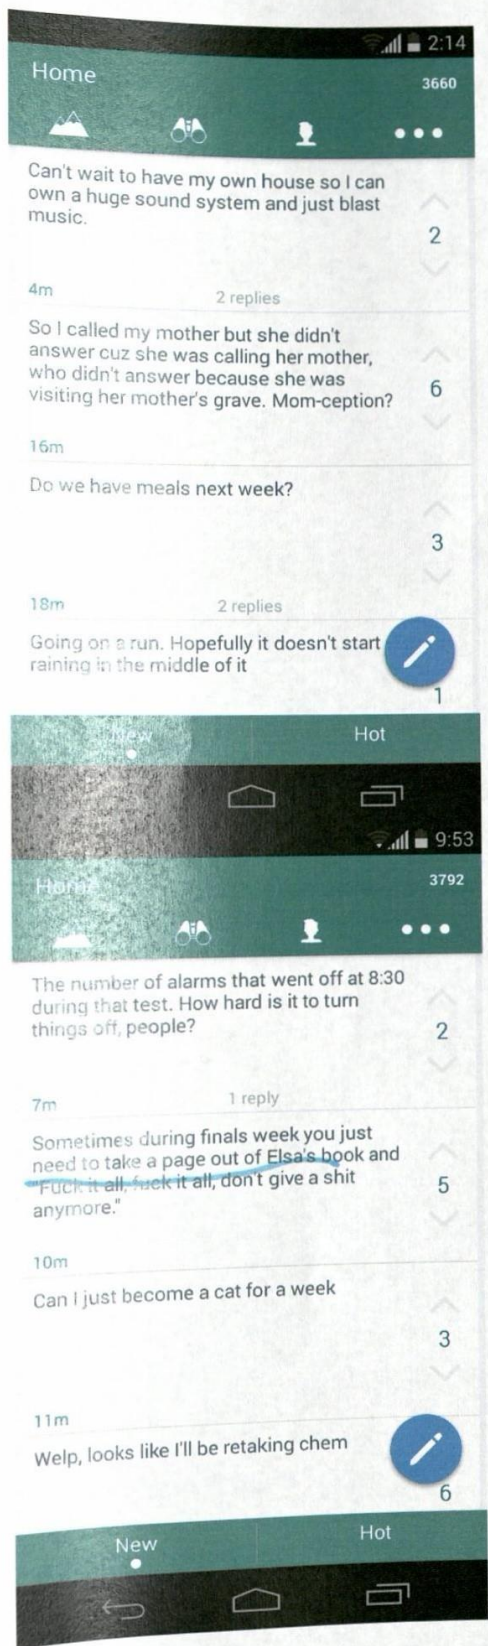 2:14
Home
3660
Can't wait to have my own house so I can
own a huge sound system and just blast
music.
2
4m
2 replies
So I called my mother but she didn't
answer cuz she was calling her mother,
who didn't answer because she was
visiting her mother's grave. Mom-ception?
6
16m
Do we have meals next week?
3
18m
2 replies
Going on a run. Hopefully it doesn't start
raining in the middle of it
1
New
Hot
9:53
Home
3792
The number of alarms that went off at 8:30
during that test. How hard is it to turn
things off, people?
2
7m
1 reply
Sometimes during finals week you just
need to take a page out of Elsa's book and
"Fuck it all, fuck it all, don't give a shit
anymore."
5
10m
Can I just become a cat for a week
3
11m
Welp, looks like I'll be retaking chem
6
New
Hot